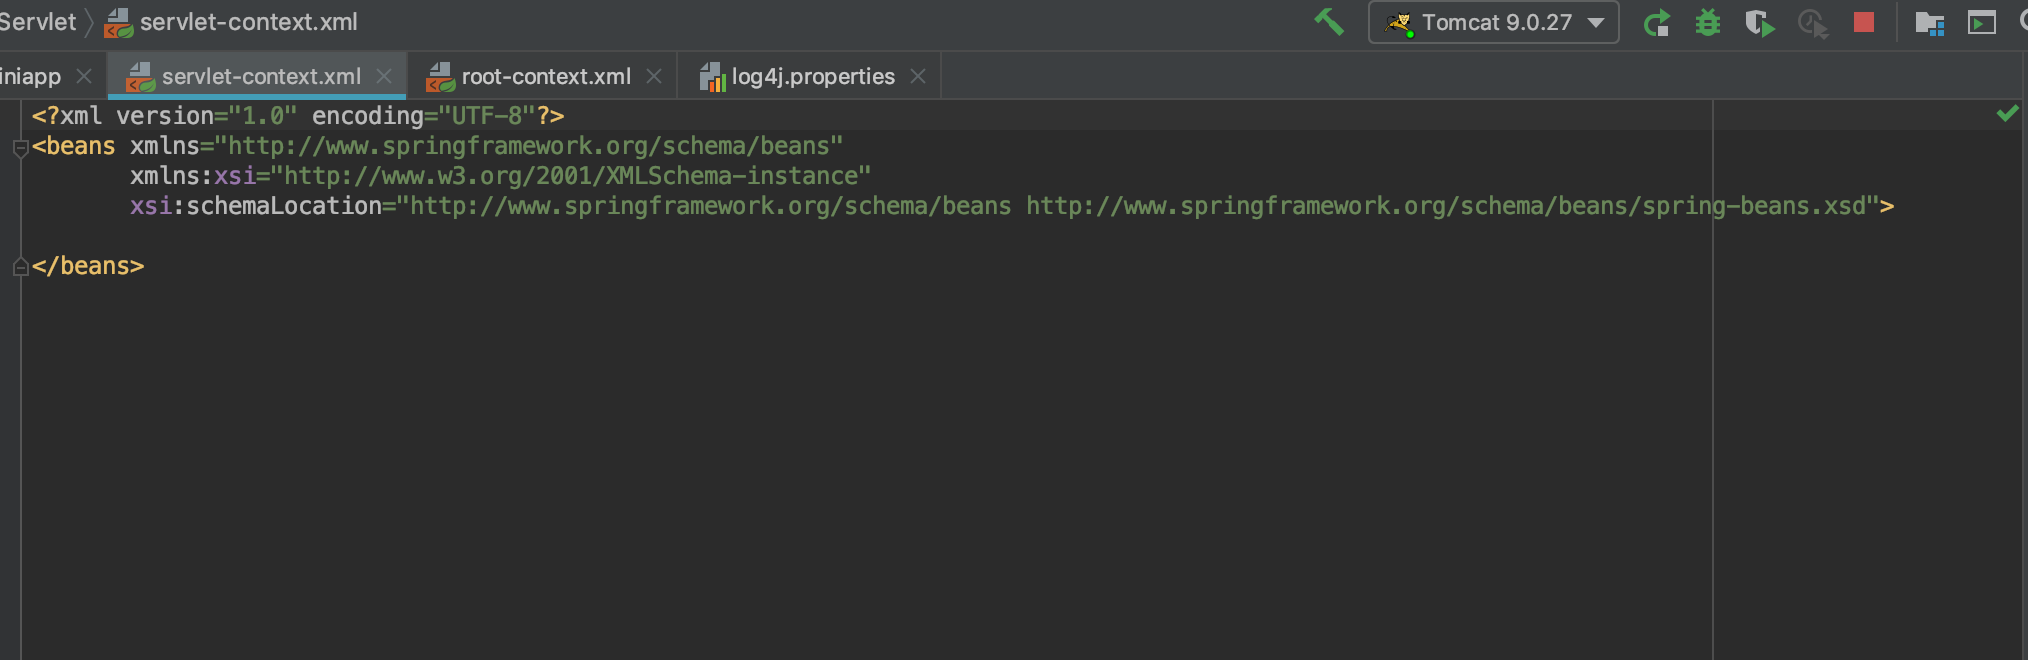 Servlet servlet-context.xml Tomcat 9.0.27
iniapp servlet-context.xml root-context.xml log4j.properties
<?xml version="1.0" encoding="UTF-8"?>
<beans xmlns="http://www.springframework.org/schema/beans"
xmlns:xsi="http://www.w3.org/2001/XMLSchema-instance"
xsi:schemaLocation="http://www.springframework.org/schema/beans http://www.springframework.org/schema/beans/spring-beans.xsd">
</beans>